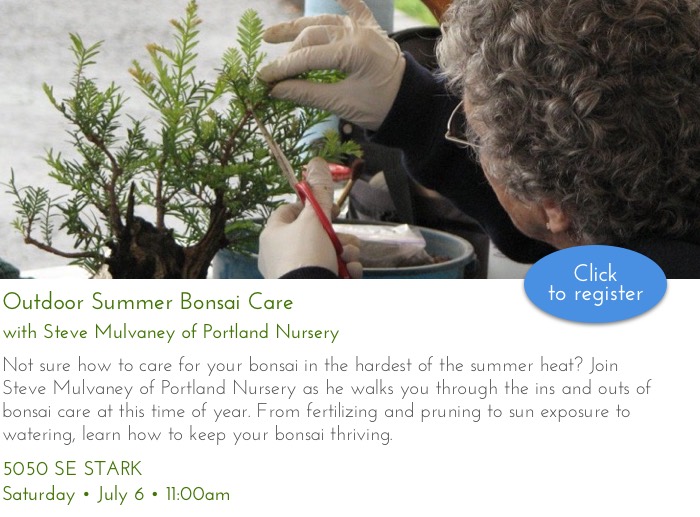 Click
to register
Outdoor Summer Bonsai Care
with Steve Mulvaney of Portland Nursery
Not sure how to care for your bonsai in the hardest of the summer heat? Join
Steve Mulvaney of Portland Nursery as he walks you through the ins and outs of
bonsai care at this time of year. From fertilizing and pruning to sun exposure to
watering, learn how to keep your bonsai thriving.
5050 SE STARK
Saturday • July 6 • 11:00am